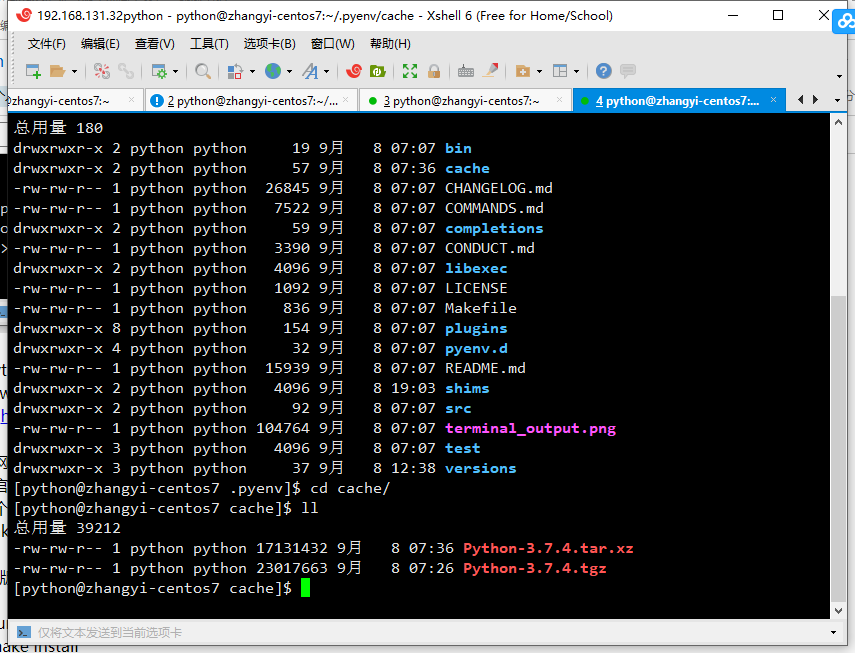 192.168.131.32python - python@zhangyi-centos7:~/.pyenv/cache - Xshell 6 (Free for Home/School)
文件(F) 编辑(E) 查看(V) 工具(T) 选项卡(B) 窗口(W) 帮助(H)
zhangyi-centos7:~ × 2 python@zhangyi-centos7:~/... × 3 python@zhangyi-centos7:~ × 4 python@zhangyi-centos7:... ×
总用量 180
drwxrwxr-x 2 python python 19 9月 8 07:07 bin
drwxrwxr-x 2 python python 57 9月 8 07:36 cache
-rw-rw-r-- 1 python python 26845 9月 8 07:07 CHANGELOG.md
-rw-rw-r-- 1 python python 7522 9月 8 07:07 COMMANDS.md
drwxrwxr-x 2 python python 59 9月 8 07:07 completions
-rw-rw-r-- 1 python python 3390 9月 8 07:07 CONDUCT.md
drwxrwxr-x 2 python python 4096 9月 8 07:07 libexec
-rw-rw-r-- 1 python python 1092 9月 8 07:07 LICENSE
-rw-rw-r-- 1 python python 836 9月 8 07:07 Makefile
drwxrwxr-x 8 python python 154 9月 8 07:07 plugins
drwxrwxr-x 4 python python 32 9月 8 07:07 pyenv.d
-rw-rw-r-- 1 python python 15939 9月 8 07:07 README.md
drwxrwxr-x 2 python python 4096 9月 8 19:03 shims
drwxrwxr-x 2 python python 92 9月 8 07:07 src
-rw-rw-r-- 1 python python 104764 9月 8 07:07 terminal_output.png
drwxrwxr-x 3 python python 4096 9月 8 07:07 test
drwxrwxr-x 3 python python 37 9月 8 12:38 versions
[python@zhangyi-centos7 .pyenv]$ cd cache/
[python@zhangyi-centos7 cache]$ ll
总用量 39212
-rw-rw-r-- 1 python python 17131432 9月 8 07:36 Python-3.7.4.tar.xz
-rw-rw-r-- 1 python python 23017663 9月 8 07:26 Python-3.7.4.tgz
[python@zhangyi-centos7 cache]$
仅将文本发送到当前选项卡